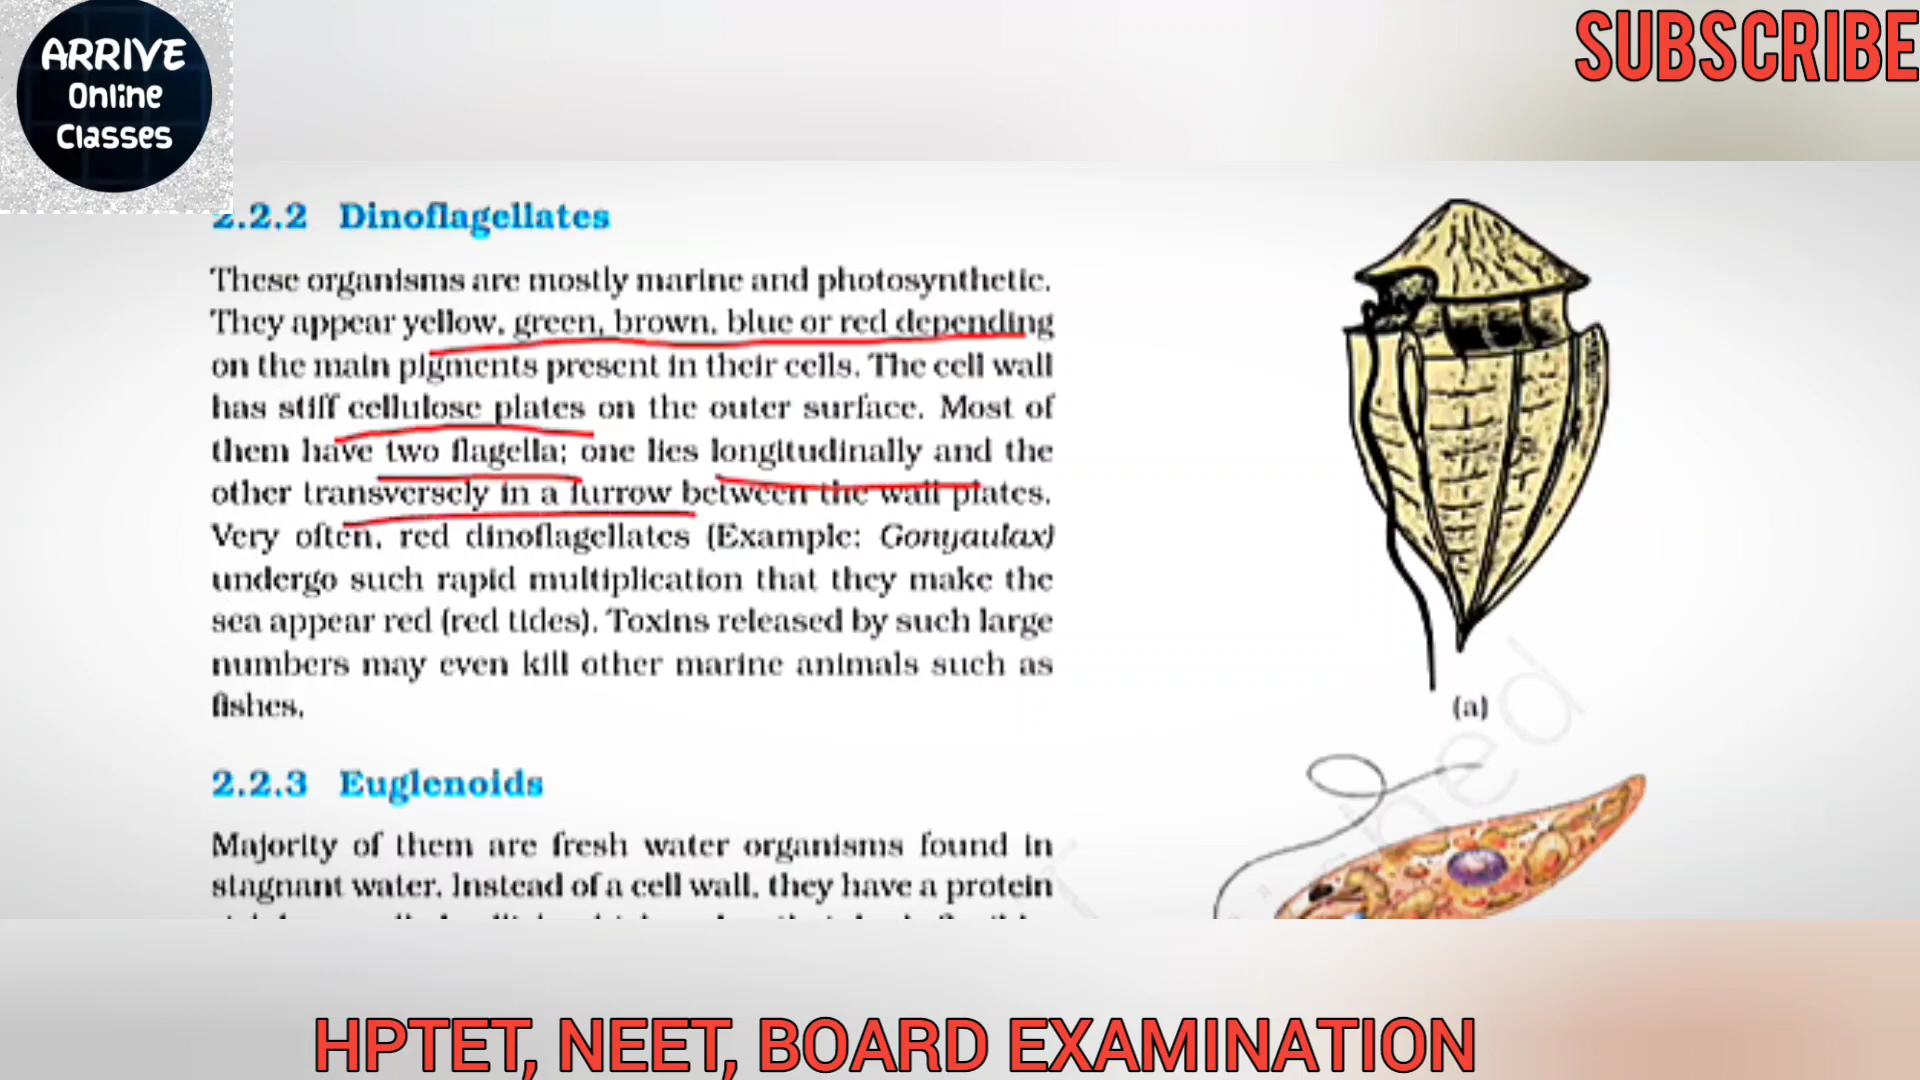 ARRIVE
Online
Classes
SUBSCRIBE
2.2.2 Dinoflagellates
These organisms are mostly marine and photosynthetic.
They appear yellow, green, brown, blue or red depending
on the main pigments present in their cells. The cell wall
has stiff cellulose plates on the outer surface. Most of
them have two flagella; one lies longitudinally and the
other transversely in a furrow between the wall plates.
Very often, red dinoflagellates (Example: Gonyaulax)
undergo such rapid multiplication that they make the
sea appear red (red tides). Toxins released by such large
numbers may even kill other marine animals such as
fishes.
(a)
2.2.3 Euglenoids
Majority of them are fresh water organisms found in
stagnant water. Instead of a cell wall, they have a protein
HPTET, NEET, BOARD EXAMINATION